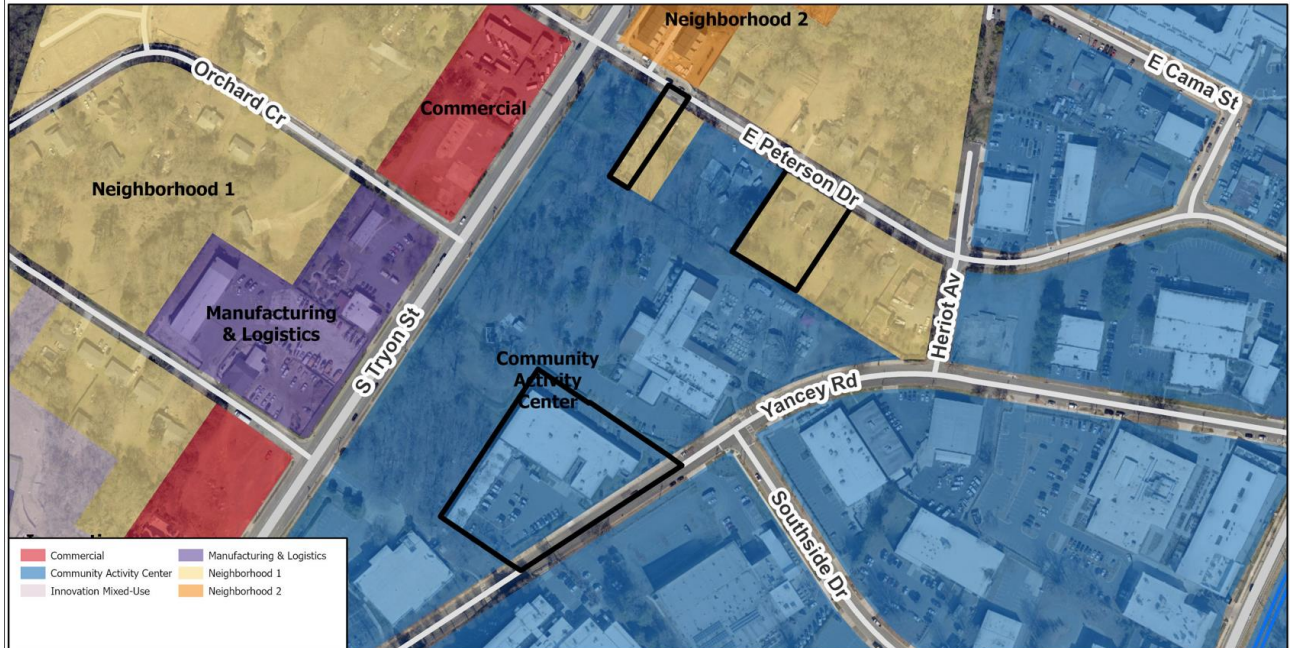 Neighborhood 2
E Cama St
Orchard Cr
Commercial
E Peterson Dr
Neighborhood 1
Heriot Av
Manufacturing
& Logistics
S Tryon St
Community
Activity
Center
Yancey Rd
Southside Dr
Commercial
Manufacturing & Logistics
Community Activity Center
Neighborhood 1
Innovation Mixed-Use
Neighborhood 2